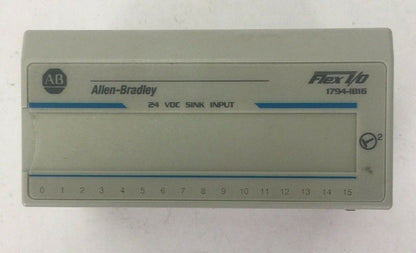 AB
Allen-Bradley
Flex I/O
1794-IB16
24 VDC SINK INPUT
2
0 1 2 3 4 5 6 7 8 9 10 11 12 13 14 15